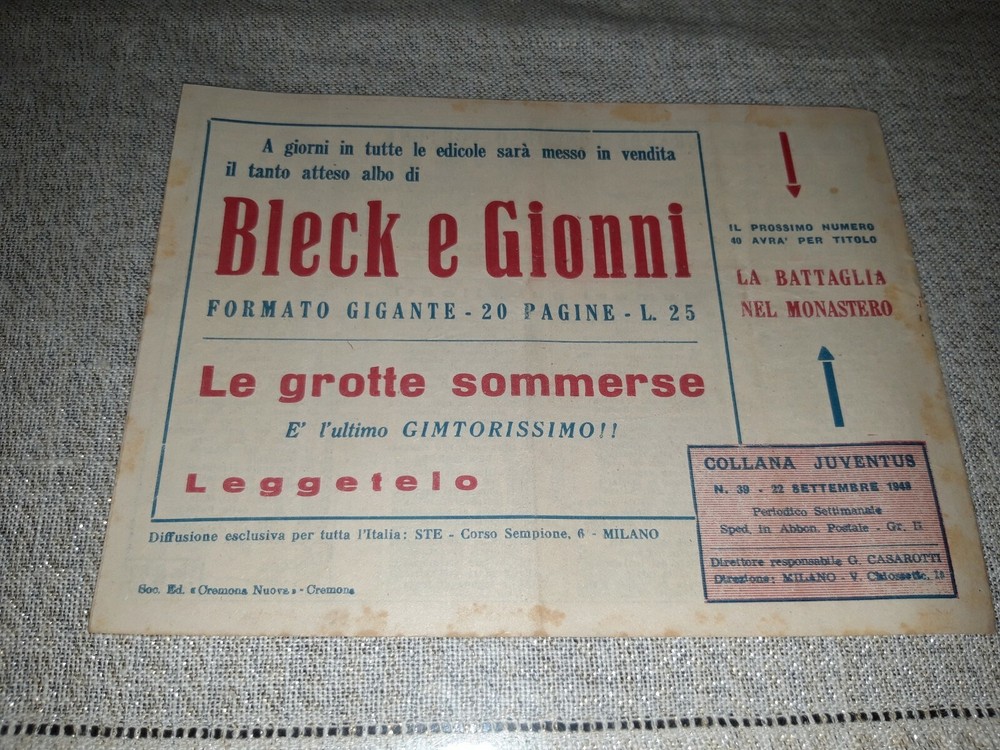 A giorni in tutte le edicole sarà messo in vendita
il tanto atteso albo di
Bleck e Gionni
FORMATO GIGANTE - 20 PAGINE - L. 25
Le grotte sommerse
E' l'ultimo GIMTORISSIMO!!
Leggetelo
Diffusione esclusiva per tutta l'Italia: STE - Corso Sempione, 6 - MILANO
Soc. Ed. «Cremona Nuova» - Cremona
IL PROSSIMO NUMERO
40 AVRA' PER TITOLO
LA BATTAGLIA
NEL MONASTERO
COLLANA JUVENTUS
N. 39 - 22 SETTEMBRE
Periodico Settimanale
Sped. in Abbon. Postale - Gr. II
Direttore responsabile G. CASAROTTI
Direzione: MILANO - V.